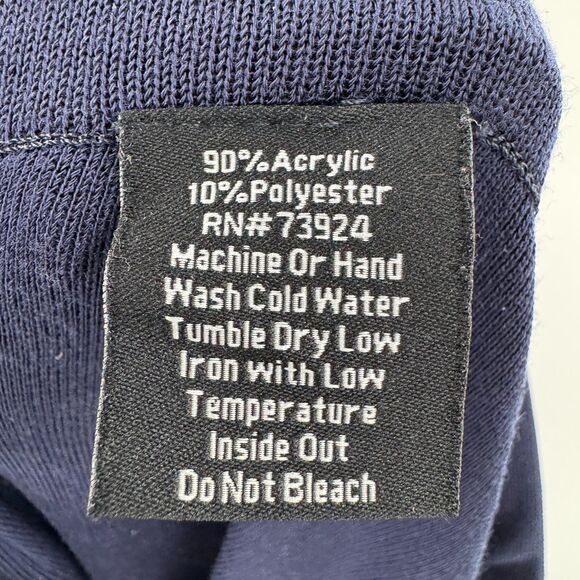 90%Acrylic
10%Polyester
RN# 73924
Machine Or Hand
Wash Cold Water
Tumble Dry Low
Iron with Low
Temperature
Inside Out
Do Not Bleach